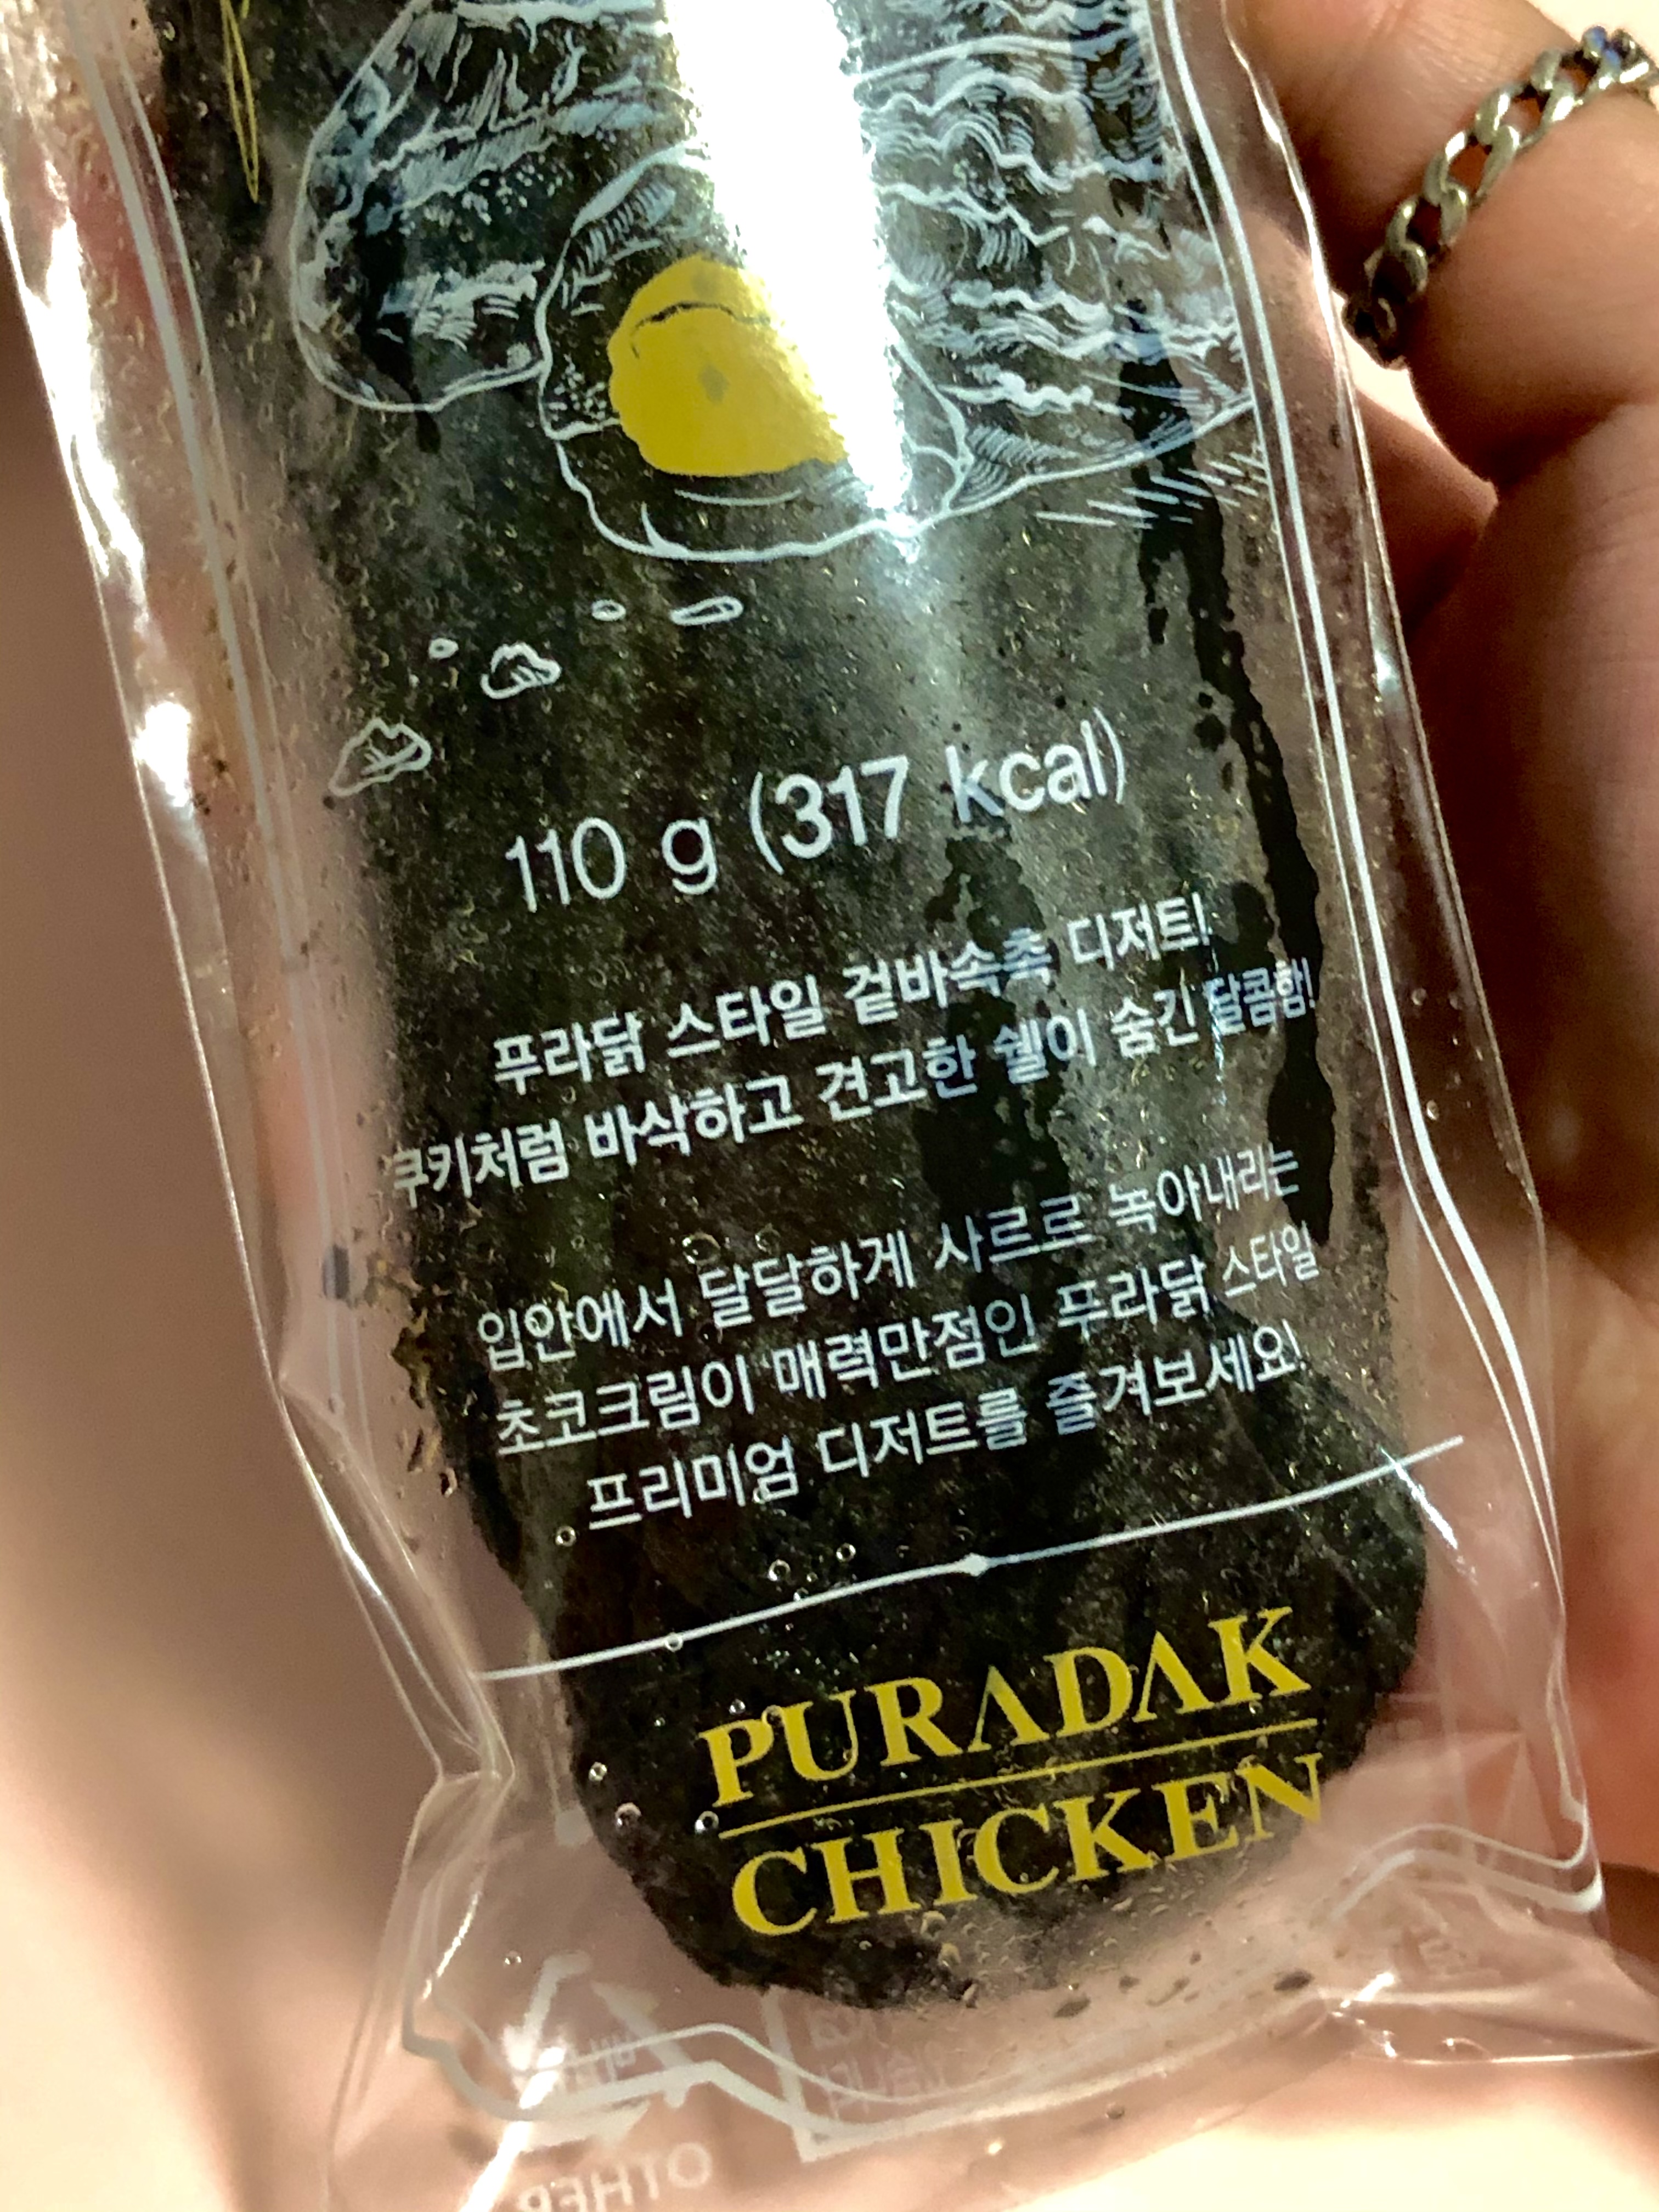 110 g (317 kcal)
푸라닭 스타일 겉바속촉 디저트!
쿠키처럼 바삭하고 견고한 쉘이 숨긴 달콤함!
입안에서 달달하게 사르르 녹아내리는
초코크림이 매력만점인 푸라닭 스타일
프리미엄 디저트를 즐겨보세요!
PURADAK
CHICKEN
OTHER